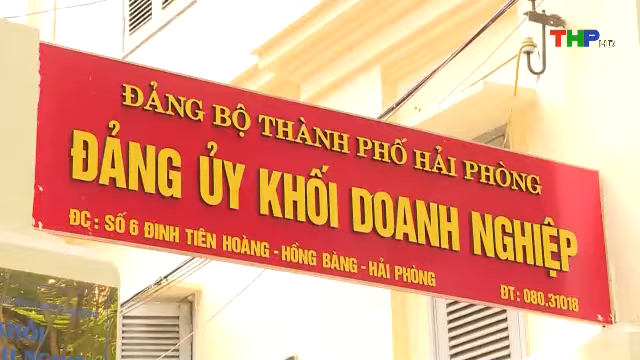 THP HD
ĐẢNG BỘ THÀNH PHỐ HẢI PHÒNG
ĐẢNG ỦY KHỐI DOANH NGHIỆP
ĐC : SỐ 6 ĐINH TIÊN HOÀNG - HỒNG BÀNG - HẢI PHÒNG
ĐT : 080.31018